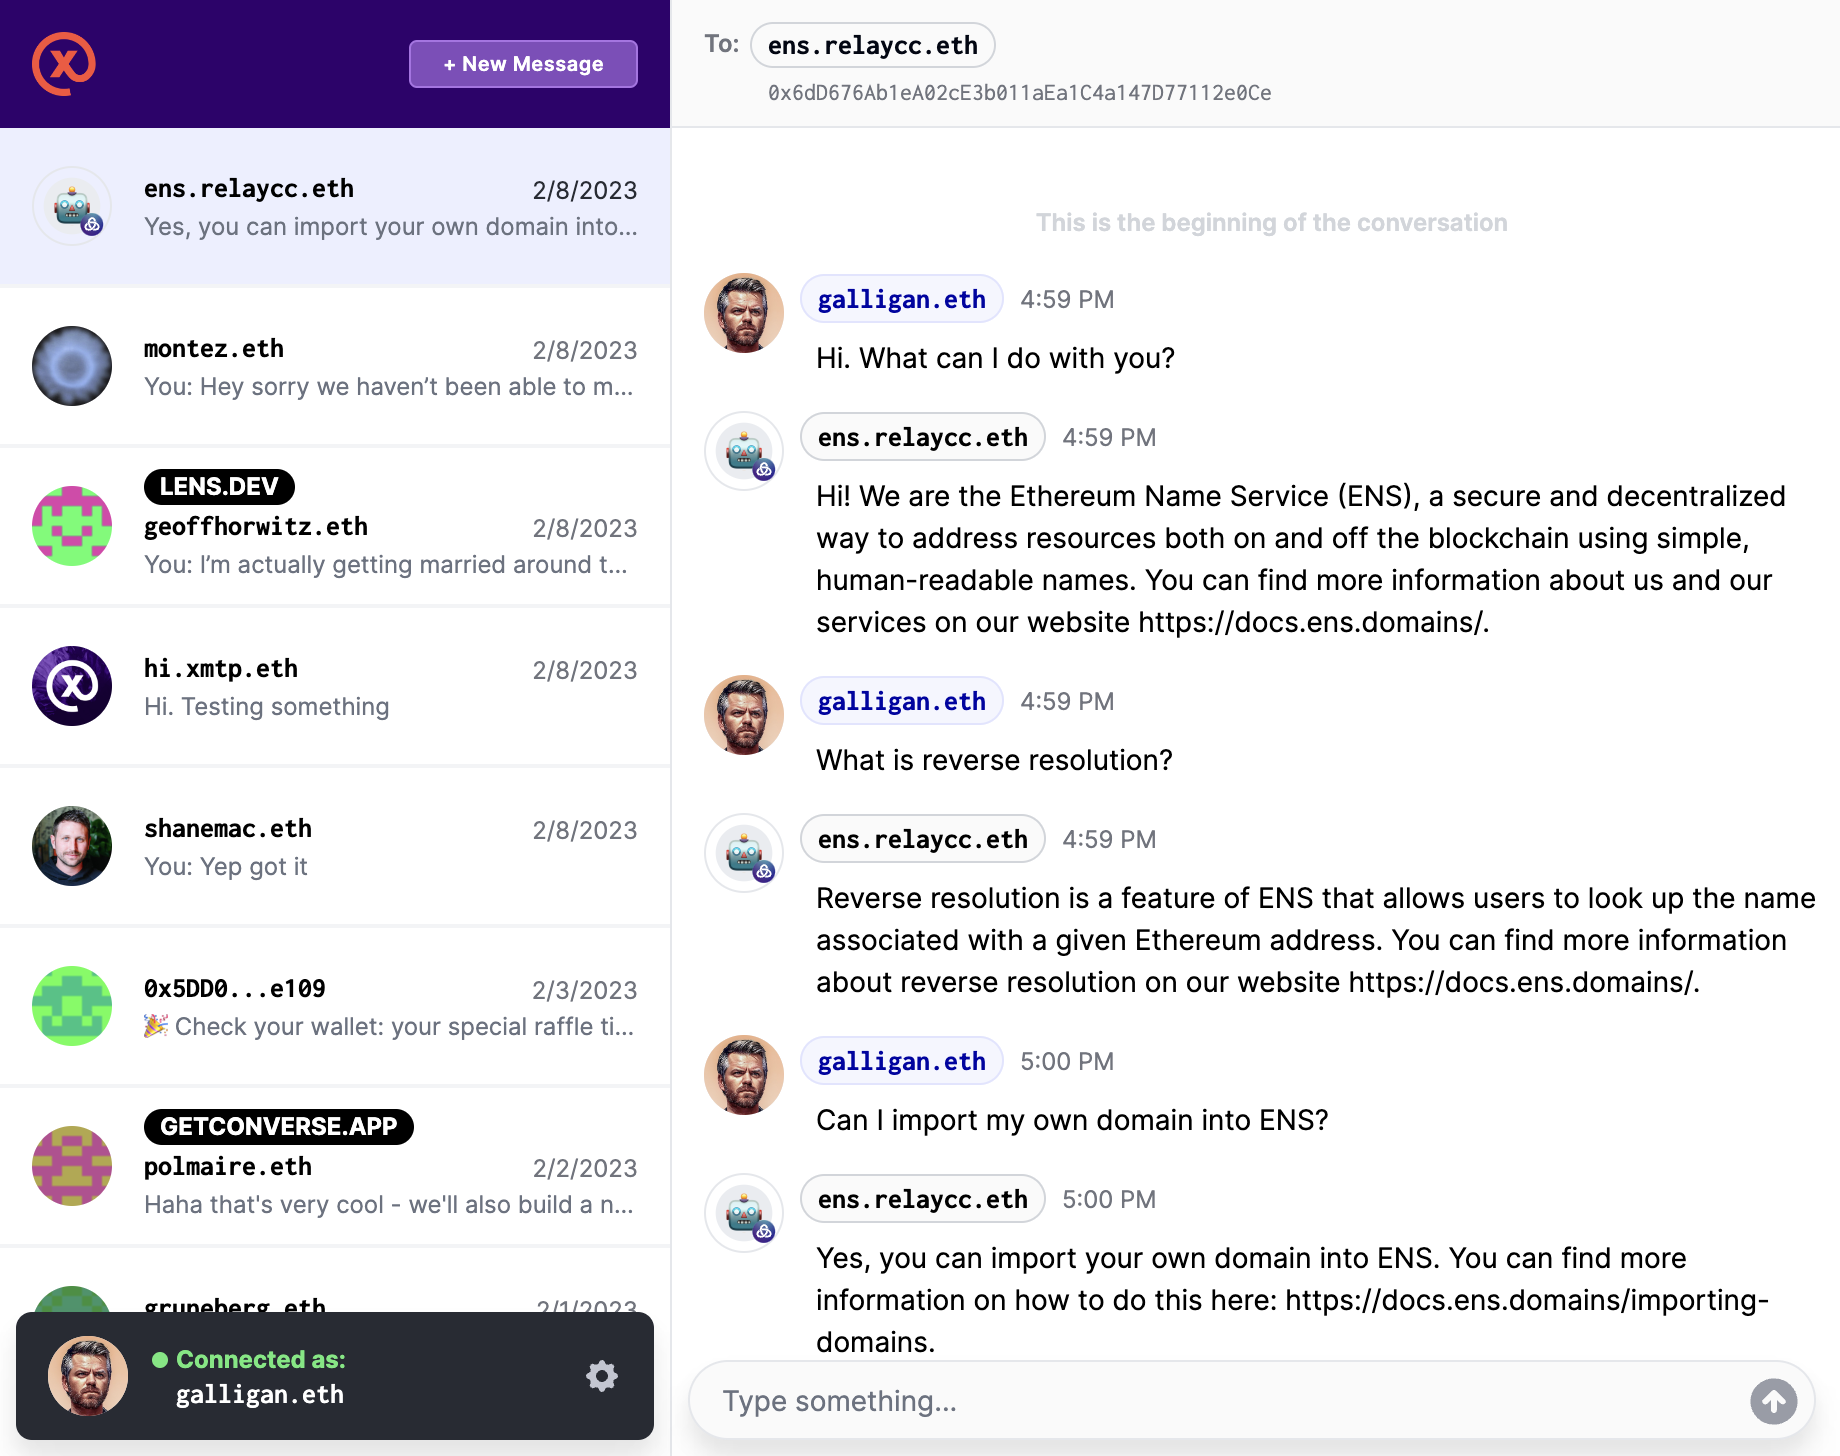 + New Message
ens.relaycc.eth
2/8/2023
Yes, you can import your own domain into...
montez.eth
2/8/2023
You: Hey sorry we haven’t been able to m...
LENS.DEV
geoffhorwitz.eth
2/8/2023
You: I’m actually getting married around t...
hi.xmtp.eth
2/8/2023
Hi. Testing something
shanemac.eth
2/8/2023
You: Yep got it
0x5DD0...e109
2/3/2023
🎉 Check your wallet: your special raffle ti...
GETCONVERSE.APP
polmaire.eth
2/2/2023
Haha that's very cool - we'll also build a n...
gruneberg.eth
2/1/2023
Connected as:
galligan.eth
To: ens.relaycc.eth
0x6dD676Ab1eA02cE3b011aEa1C4a147D77112e0Ce
This is the beginning of the conversation
galligan.eth 4:59 PM
Hi. What can I do with you?
ens.relaycc.eth 4:59 PM
Hi! We are the Ethereum Name Service (ENS), a secure and decentralized
way to address resources both on and off the blockchain using simple,
human-readable names. You can find more information about us and our
services on our website https://docs.ens.domains/.
galligan.eth 4:59 PM
What is reverse resolution?
ens.relaycc.eth 4:59 PM
Reverse resolution is a feature of ENS that allows users to look up the name
associated with a given Ethereum address. You can find more information
about reverse resolution on our website https://docs.ens.domains/.
galligan.eth 5:00 PM
Can I import my own domain into ENS?
ens.relaycc.eth 5:00 PM
Yes, you can import your own domain into ENS. You can find more
information on how to do this here: https://docs.ens.domains/importing-
domains.
Type something...